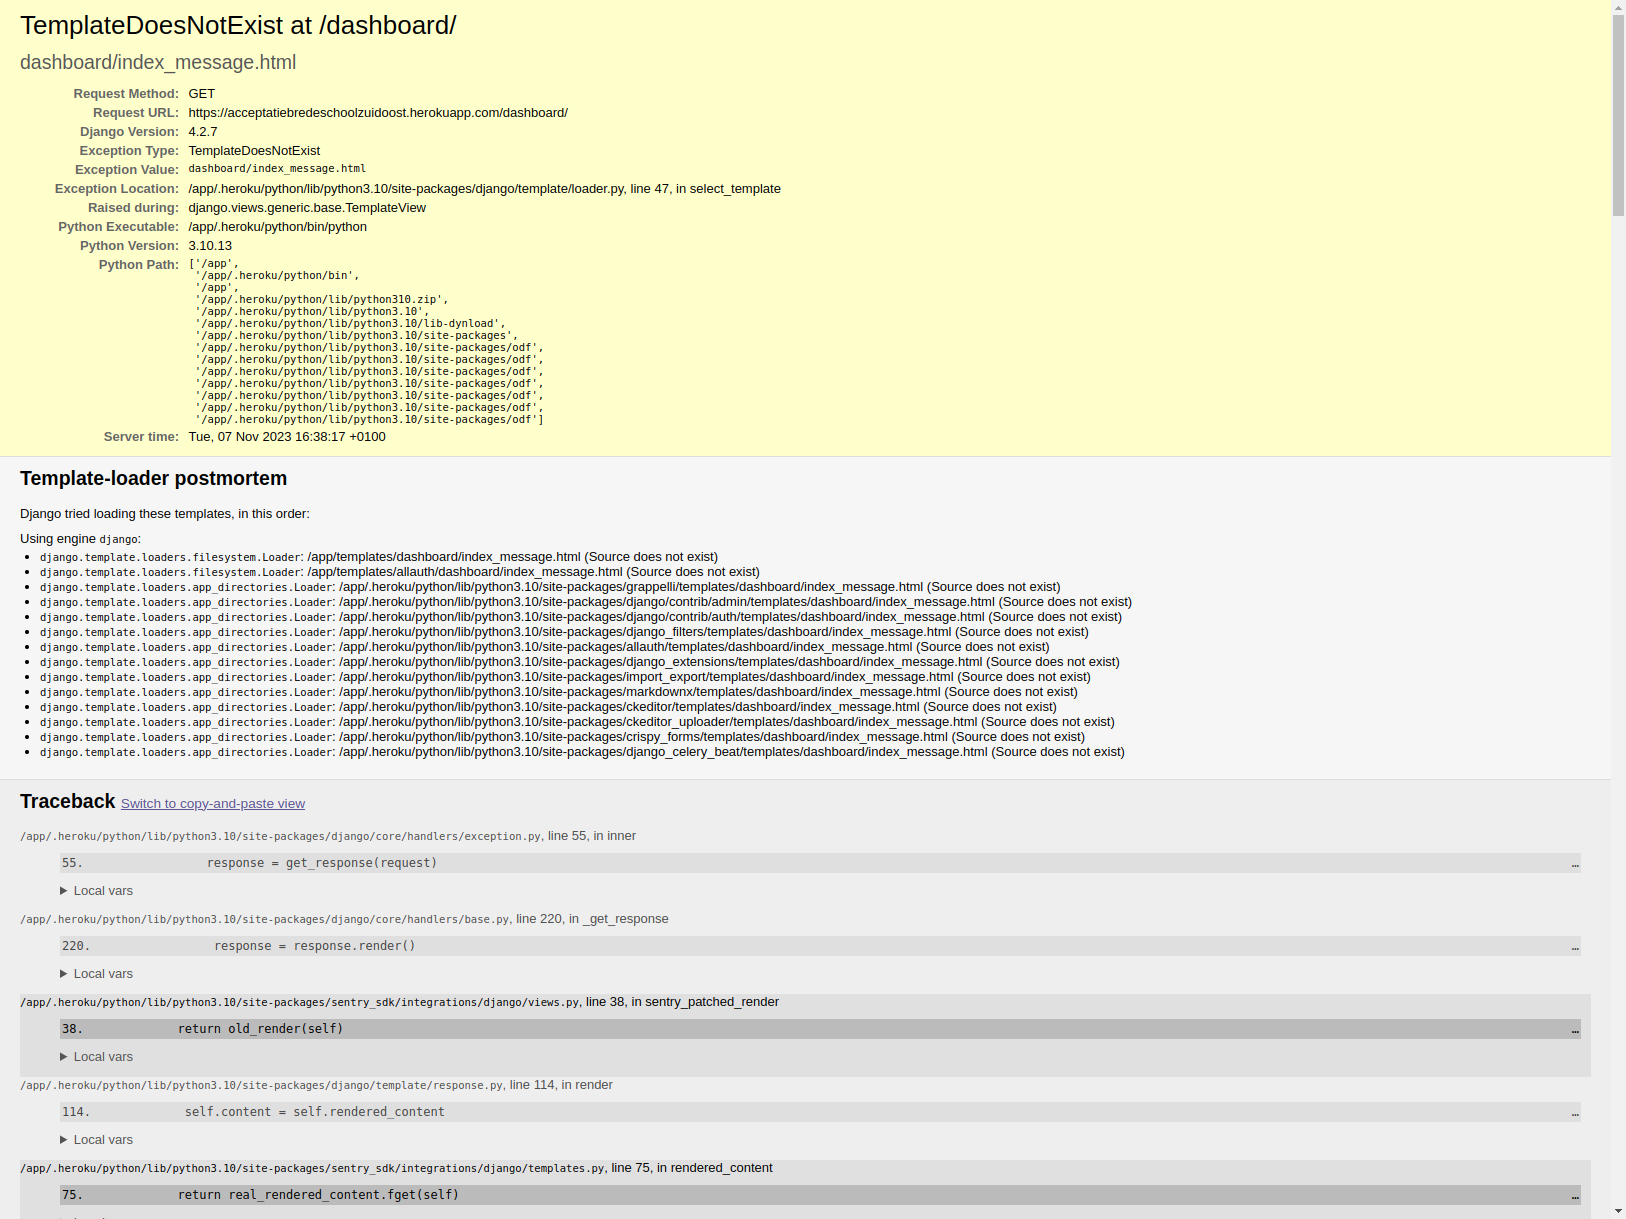 TemplateDoesNotExist at /dashboard/
dashboard/index_message.html
Request Method: GET
Request URL: https://acceptatiebredeschoolzuidoost.herokuapp.com/dashboard/
Django Version: 4.2.7
Exception Type: TemplateDoesNotExist
Exception Value: dashboard/index_message.html
Exception Location: /app/.heroku/python/lib/python3.10/site-packages/django/template/loader.py, line 47, in select_template
Raised during: django.views.generic.base.TemplateView
Python Executable: /app/.heroku/python/bin/python
Python Version: 3.10.13
Python Path: ['/app',
'/app/.heroku/python/bin',
'/app',
'/app/.heroku/python/lib/python310.zip',
'/app/.heroku/python/lib/python3.10',
'/app/.heroku/python/lib/python3.10/lib-dynload',
'/app/.heroku/python/lib/python3.10/site-packages',
'/app/.heroku/python/lib/python3.10/site-packages/odf',
'/app/.heroku/python/lib/python3.10/site-packages/odf',
'/app/.heroku/python/lib/python3.10/site-packages/odf',
'/app/.heroku/python/lib/python3.10/site-packages/odf',
'/app/.heroku/python/lib/python3.10/site-packages/odf',
'/app/.heroku/python/lib/python3.10/site-packages/odf',
'/app/.heroku/python/lib/python3.10/site-packages/odf']
Server time: Tue, 07 Nov 2023 16:38:17 +0100
Template-loader postmortem
Django tried loading these templates, in this order:
Using engine django:
• django.template.loaders.filesystem.Loader: /app/templates/dashboard/index_message.html (Source does not exist)
• django.template.loaders.filesystem.Loader: /app/templates/allauth/dashboard/index_message.html (Source does not exist)
• django.template.loaders.app_directories.Loader: /app/.heroku/python/lib/python3.10/site-packages/grappelli/templates/dashboard/index_message.html (Source does not exist)
• django.template.loaders.app_directories.Loader: /app/.heroku/python/lib/python3.10/site-packages/django/contrib/admin/templates/dashboard/index_message.html (Source does not exist)
• django.template.loaders.app_directories.Loader: /app/.heroku/python/lib/python3.10/site-packages/django/contrib/auth/templates/dashboard/index_message.html (Source does not exist)
• django.template.loaders.app_directories.Loader: /app/.heroku/python/lib/python3.10/site-packages/django_filters/templates/dashboard/index_message.html (Source does not exist)
• django.template.loaders.app_directories.Loader: /app/.heroku/python/lib/python3.10/site-packages/allauth/templates/dashboard/index_message.html (Source does not exist)
• django.template.loaders.app_directories.Loader: /app/.heroku/python/lib/python3.10/site-packages/django_extensions/templates/dashboard/index_message.html (Source does not exist)
• django.template.loaders.app_directories.Loader: /app/.heroku/python/lib/python3.10/site-packages/import_export/templates/dashboard/index_message.html (Source does not exist)
• django.template.loaders.app_directories.Loader: /app/.heroku/python/lib/python3.10/site-packages/markdownx/templates/dashboard/index_message.html (Source does not exist)
• django.template.loaders.app_directories.Loader: /app/.heroku/python/lib/python3.10/site-packages/ckeditor/templates/dashboard/index_message.html (Source does not exist)
• django.template.loaders.app_directories.Loader: /app/.heroku/python/lib/python3.10/site-packages/ckeditor_uploader/templates/dashboard/index_message.html (Source does not exist)
• django.template.loaders.app_directories.Loader: /app/.heroku/python/lib/python3.10/site-packages/crispy_forms/templates/dashboard/index_message.html (Source does not exist)
• django.template.loaders.app_directories.Loader: /app/.heroku/python/lib/python3.10/site-packages/django_celery_beat/templates/dashboard/index_message.html (Source does not exist)
Traceback Switch to copy-and-paste view
/app/.heroku/python/lib/python3.10/site-packages/django/core/handlers/exception.py, line 55, in inner
55. response = get_response(request) …
▶ Local vars
/app/.heroku/python/lib/python3.10/site-packages/django/core/handlers/base.py, line 220, in _get_response
220. response = response.render() …
▶ Local vars
/app/.heroku/python/lib/python3.10/site-packages/sentry_sdk/integrations/django/views.py, line 38, in sentry_patched_render
38. return old_render(self) …
▶ Local vars
/app/.heroku/python/lib/python3.10/site-packages/django/template/response.py, line 114, in render
114. self.content = self.rendered_content …
▶ Local vars
/app/.heroku/python/lib/python3.10/site-packages/sentry_sdk/integrations/django/templates.py, line 75, in rendered_content
75. return real_rendered_content.fget(self) …